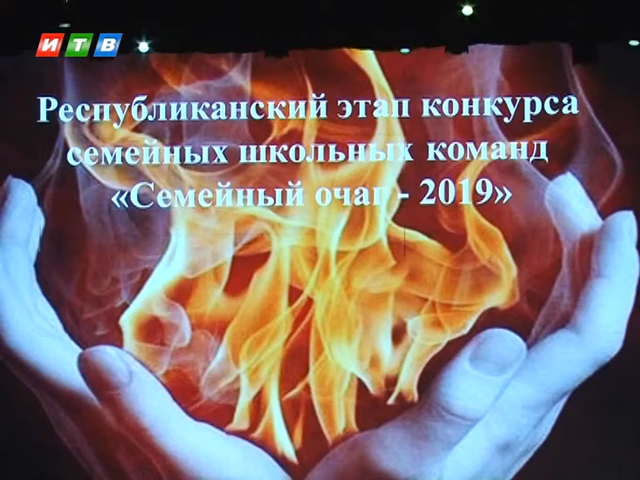 ИТВ
Республиканский этап конкурса
семейных школьных команд
«Семейный очаг - 2019»